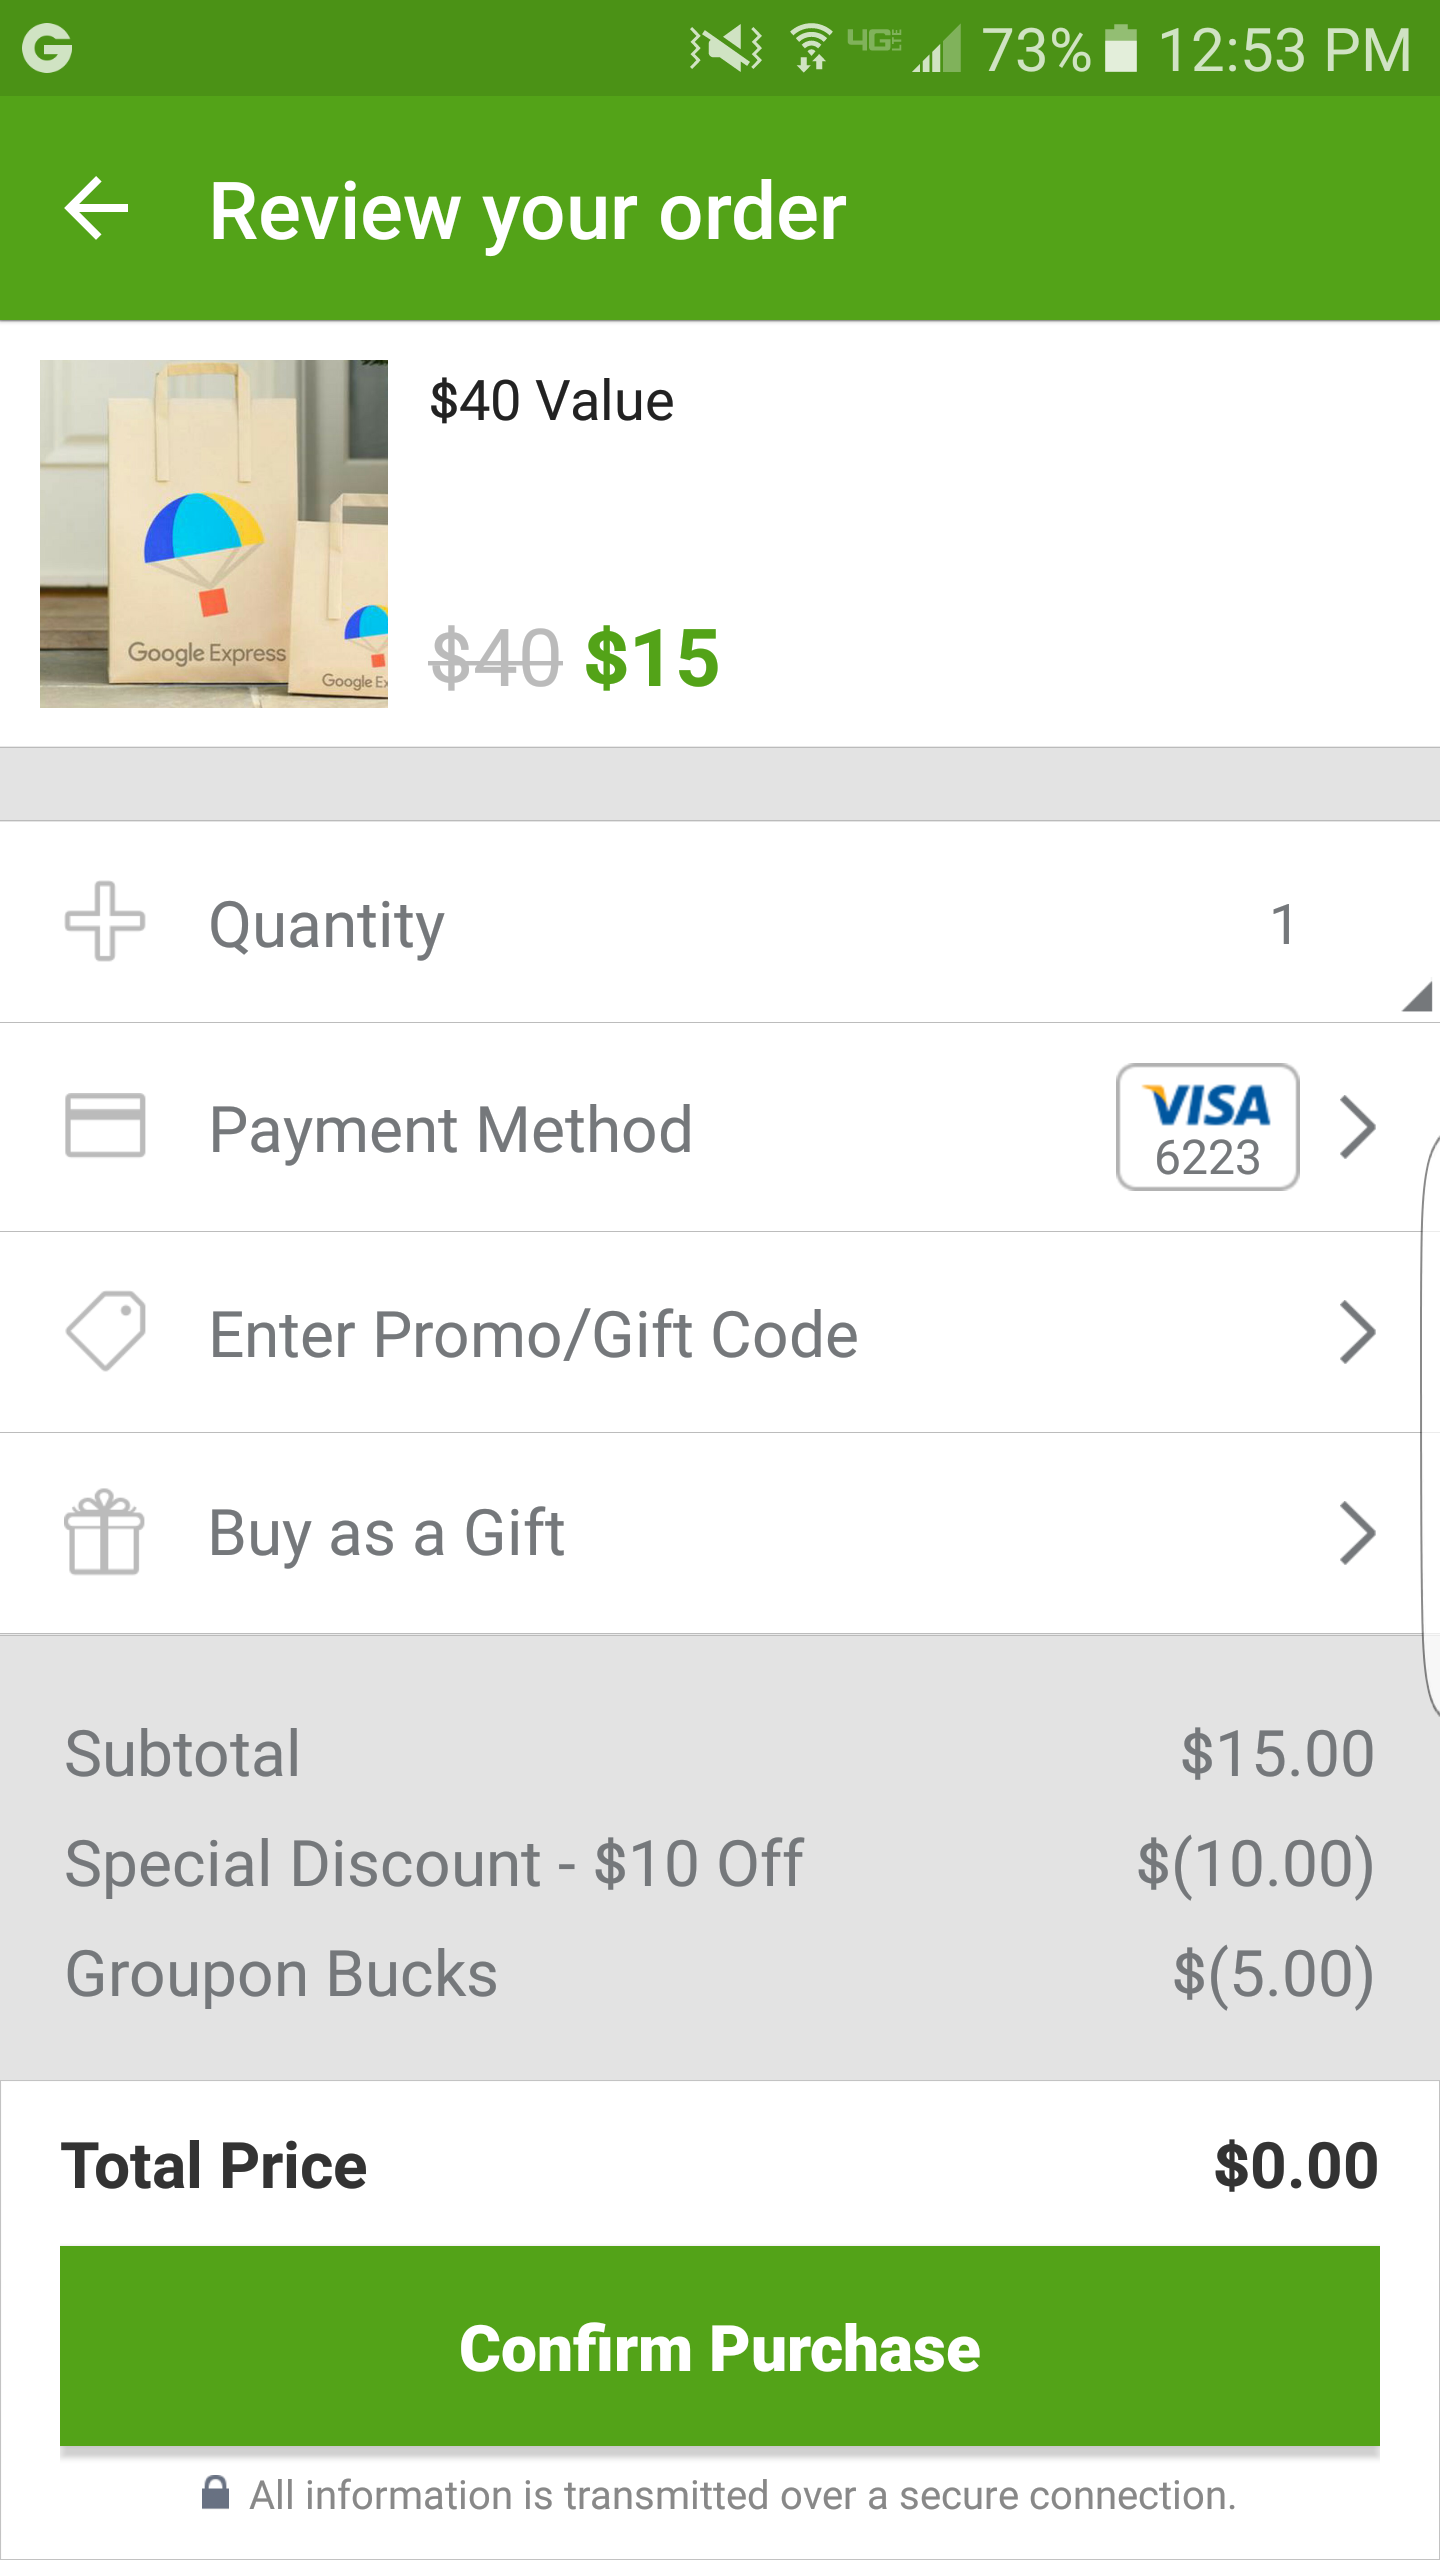 G 4G LTE 73% 12:53 PM
Review your order
$40 Value
Google Express
Google Ex
$40 $15
Quantity 1
Payment Method VISA
6223
Enter Promo/Gift Code
Buy as a Gift
Subtotal $15.00
Special Discount - $10 Off $(10.00)
Groupon Bucks $(5.00)
Total Price $0.00
Confirm Purchase
All information is transmitted over a secure connection.